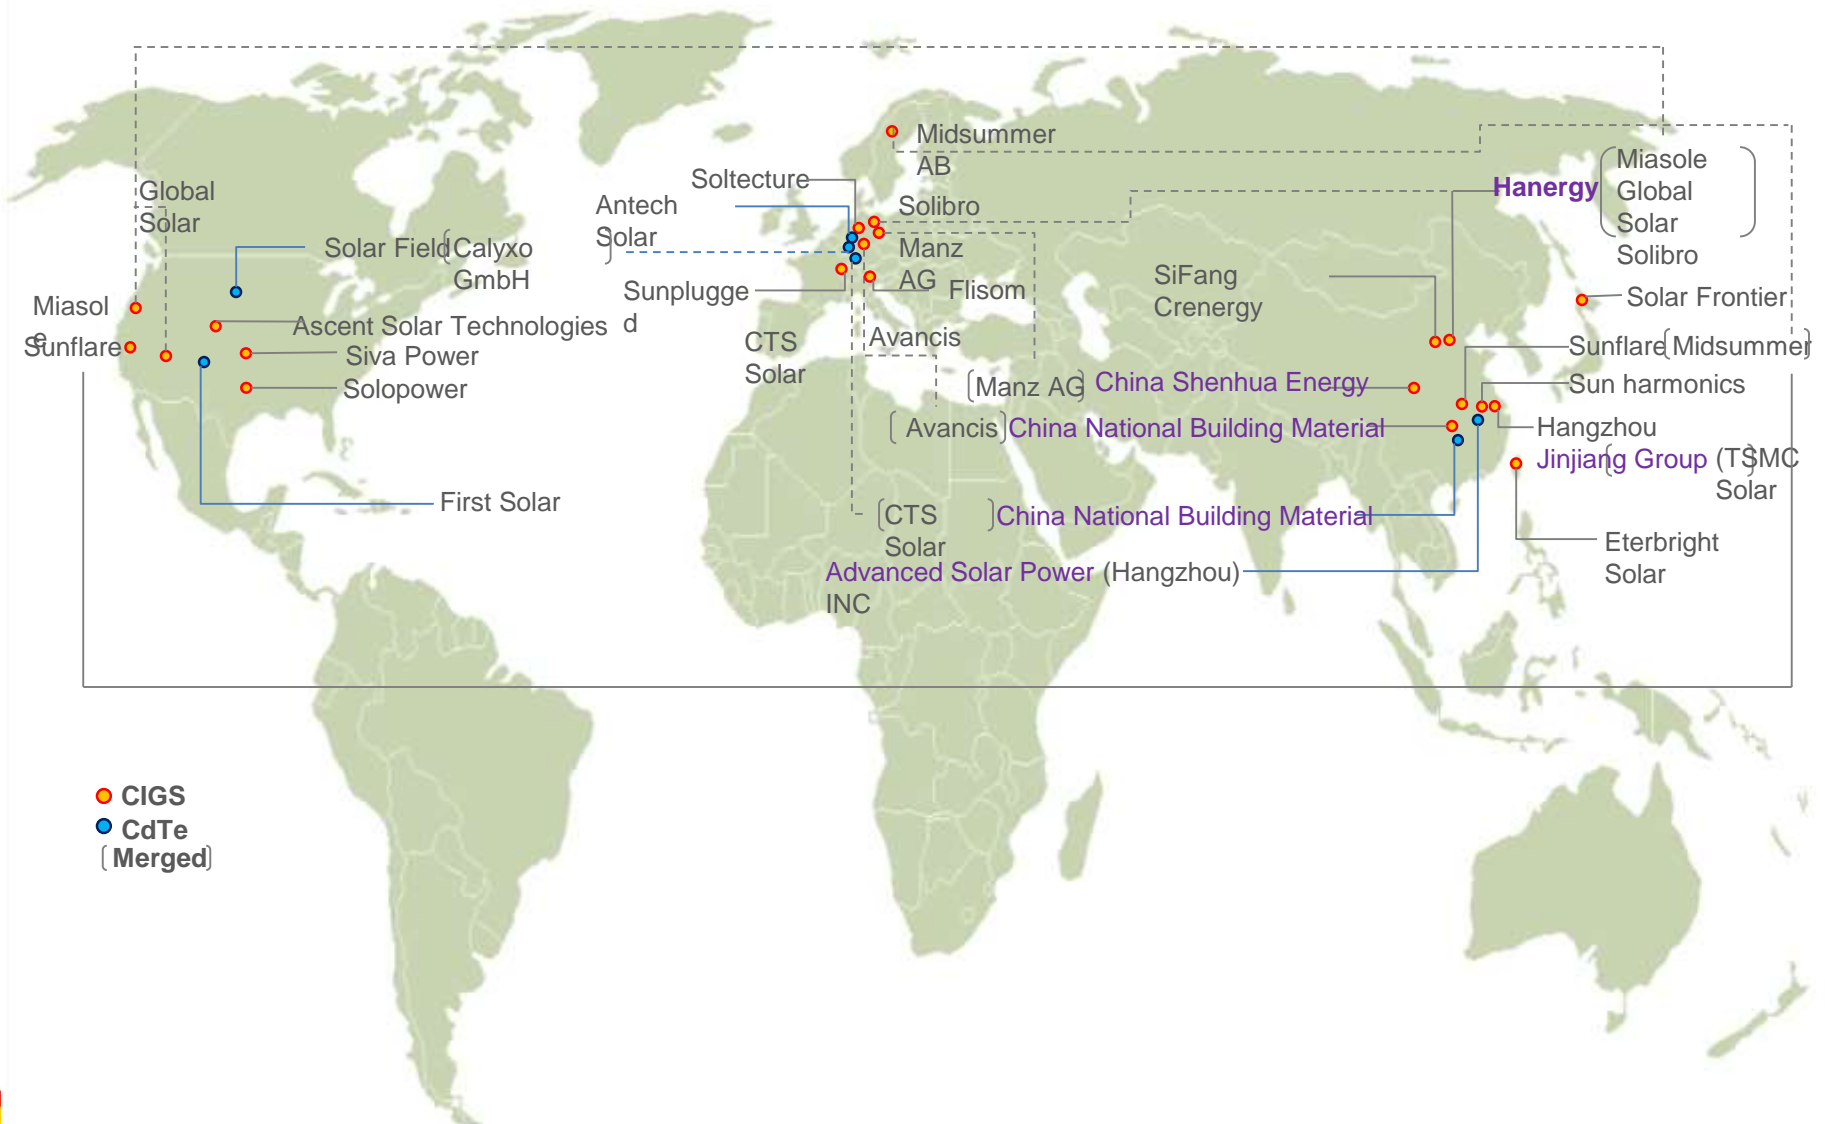 Midsummer
AB
Soltecture
Miasole
Global
Solar
Solibro
Hanergy
Global
Solar
Antech
Solar
Solibro
Solar Field
Calyxo
GmbH
Manz
AG
Flisom
SiFang
Crenergy
Sunplugge
d
Solar Frontier
Miasol
e
Sunflare
Ascent Solar Technologies
Siva Power
Solopower
CTS
Solar
Avancis
Sunflare
Midsummer
Manz AG
China Shenhua Energy
Sun harmonics
Avancis
China National Building Material
Hangzhou
Jinjiang Group (TSMC
Solar
First Solar
CTS
Solar
China National Building Material
Eterbright
Solar
Advanced Solar Power (Hangzhou)
INC
CIGS
CdTe
Merged